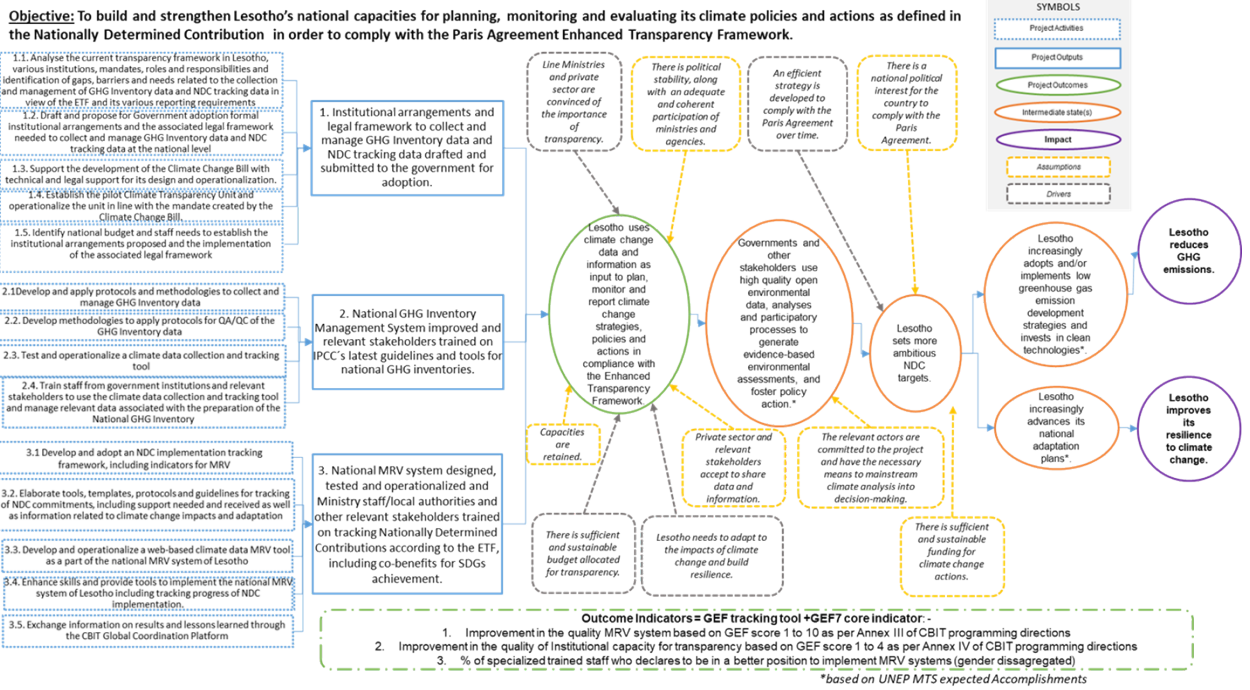 Objective: To build and strengthen Lesotho's national capacities for planning, monitoring and evaluating its climate policies and actions as defined in
the Nationally Determined Contribution in order to comply with the Paris Agreement Enhanced Transparency Framework.
SYMBOLS
Project Activities
Project Outputs
Project Outcomes
Intermediate state(s)
Impact
Assumptions
Drivers
1.1. Analyse the current transparency framework in Lesotho,
various institutions, mandates, roles and responsibilities and
identification of gaps, barriers and needs related to the collection
and management of GHG Inventory data and NDC tracking data in
view of the ETF and its various reporting requirements
1.2. Draft and propose for Government adoption formal
institutional arrangements and the associated legal framework
needed to collect and manage GHG Inventory data and NDC
tracking data at the national level
1.3. Support the development of the Climate Change Bill with
technical and legal support for its design and operationalization.
1.4. Establish the pilot Climate Transparency Unit and
operationalize the unit in line with the mandate created by the
Climate Change Bill.
1.5. Identify national budget and staff needs to establish the
institutional arrangements proposed and the implementation
of the associated legal framework
1. Institutional arrangements and
legal framework to collect and
manage GHG Inventory data and
NDC tracking data drafted and
submitted to the government for
adoption.
2.1Develop and apply protocols and methodologies to collect and
manage GHG Inventory data
2.2. Develop methodologies to apply protocols for QA/QC of the
GHG Inventory data
2.3. Test and operationalize a climate data collection and tracking
tool
2.4. Train staff from government institutions and relevant
stakeholders to use the climate data collection and tracking tool
and manage relevant data associated with the preparation of the
National GHG Inventory
2. National GHG Inventory
Management System improved and
relevant stakeholders trained on
IPCC´s latest guidelines and tools for
national GHG inventories.
3.1 Develop and adopt an NDC implementation tracking
framework, including indicators for MRV
3.2. Elaborate tools, templates, protocols and guidelines for tracking
of NDC commitments, including support needed and received as well
as information related to climate change impacts and adaptation
3.3. Develop and operationalize a web-based climate data MRV tool
as a part of the national MRV system of Lesotho
3.4. Enhance skills and provide tools to implement the national MRV
system of Lesotho including tracking progress of NDC
implementation.
3.5. Exchange information on results and lessons learned through
the CBIT Global Coordination Platform
3. National MRV system designed,
tested and operationalized and
Ministry staff/local authorities and
other relevant stakeholders trained
on tracking Nationally Determined
Contributions according to the ETF,
including co-benefits for SDGs
achievement.
Line Ministries
and private
sector are
convinced of the
importance
of
transparency.
There is political
stability, along
with an adequate
and coherent
participation of
ministries and
agencies.
An efficient
strategy is
developed to
comply with the
Paris Agreement
over time.
There is a
national political
interest for the
country to
comply with the
Paris
Agreement.
Lesotho uses
climate change
data and
information as
input to plan,
monitor and
report climate
change
strategies,
policies and
actions in
compliance with
the Enhanced
Transparency
Framework
Governments and
other
stakeholders use
high quality open
environmental
data, analyses
and participatory
processes to
generate
evidence-based
environmental
assessments, and
foster policy
action.*
Lesotho
sets more
ambitious
NDC
targets.
Lesotho
increasingly
adopts and/or
implements low
greenhouse gas
emission
development
strategies and
invests in clean
technologies*.
Lesotho
reduces
GHG
emissions.
Lesotho
increasingly
advances its
national
adaptation
plans*.
Lesotho
improves
its
resilience
to climate
change.
Capacities
are
retained.
Private sector and
relevant
stakeholders
accept to share
data and
information.
The relevant actors are
committed to the project
and have the necessary
means to mainstream
climate analysis into
decision-making.
There is sufficient
and sustainable
budget allocated
for transparency.
Lesotho needs to adapt to
the impacts of climate
change and build
resilience.
There is sufficient
and sustainable
funding for
climate change
actions.
Outcome Indicators = GEF tracking tool +GEF7 core indicator: -
1. Improvement in the quality MRV system based on GEF score 1 to 10 as per Annex III of CBIT programming directions
2. Improvement in the quality of Institutional capacity for transparency based on GEF score 1 to 4 as per Annex IV of CBIT programming directions
3. % of specialized trained staff who declares to be in a better position to implement MRV systems (gender dissagregated)
*based on UNEP MTS expected Accomplishments